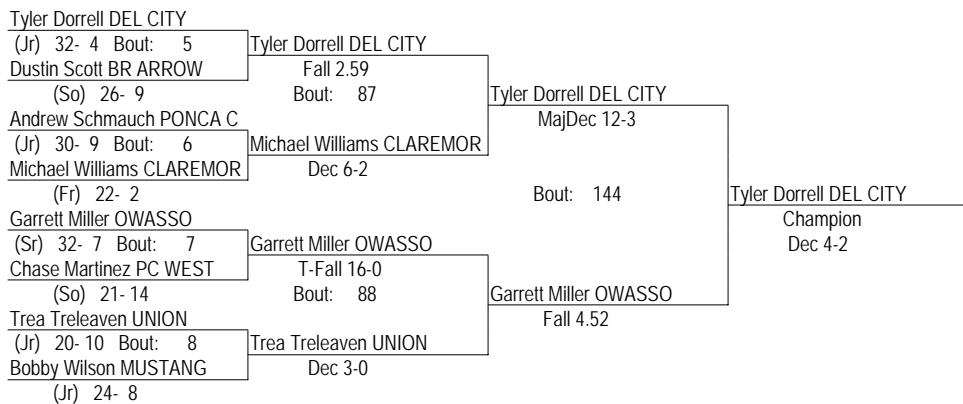 Tyler Dorrell DEL CITY
(Jr) 32- 4 Bout: 5
Dustin Scott BR ARROW
(So) 26- 9
Andrew Schmauch PONCA C
(Jr) 30- 9 Bout: 6
Michael Williams CLAREMOR
(Fr) 22- 2
Garrett Miller OWASSO
(Sr) 32- 7 Bout: 7
Chase Martinez PC WEST
(So) 21- 14
Trea Treleaven UNION
(Jr) 20- 10 Bout: 8
Bobby Wilson MUSTANG
(Jr) 24- 8
Tyler Dorrell DEL CITY
Fall 2.59
Bout: 87
Michael Williams CLAREMOR
Dec 6-2
Garrett Miller OWASSO
T-Fall 16-0
Bout: 88
Trea Treleaven UNION
Dec 3-0
Tyler Dorrell DEL CITY
MajDec 12-3
Bout: 144
Garrett Miller OWASSO
Fall 4.52
Tyler Dorrell DEL CITY
Champion
Dec 4-2